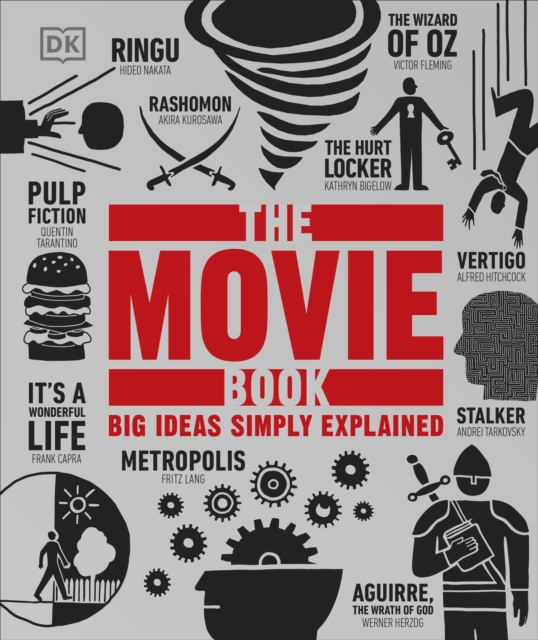 DK
RINGU
HIDEO NAKATA
RASHOMON
AKIRA KUROSAWA
THE WIZARD
OF OZ
VICTOR FLEMING
THE HURT
LOCKER
KATHRYN BIGELOW
PULP
FICTION
QUENTIN
TARANTINO
THE
MOVIE
BOOK
BIG IDEAS SIMPLY EXPLAINED
VERTIGO
ALFRED HITCHCOCK
IT'S A
WONDERFUL
LIFE
FRANK CAPRA
STALKER
ANDREI TARKOVSKY
METROPOLIS
FRITZ LANG
AGUIRRE,
THE WRATH OF GOD
WERNER HERZOG